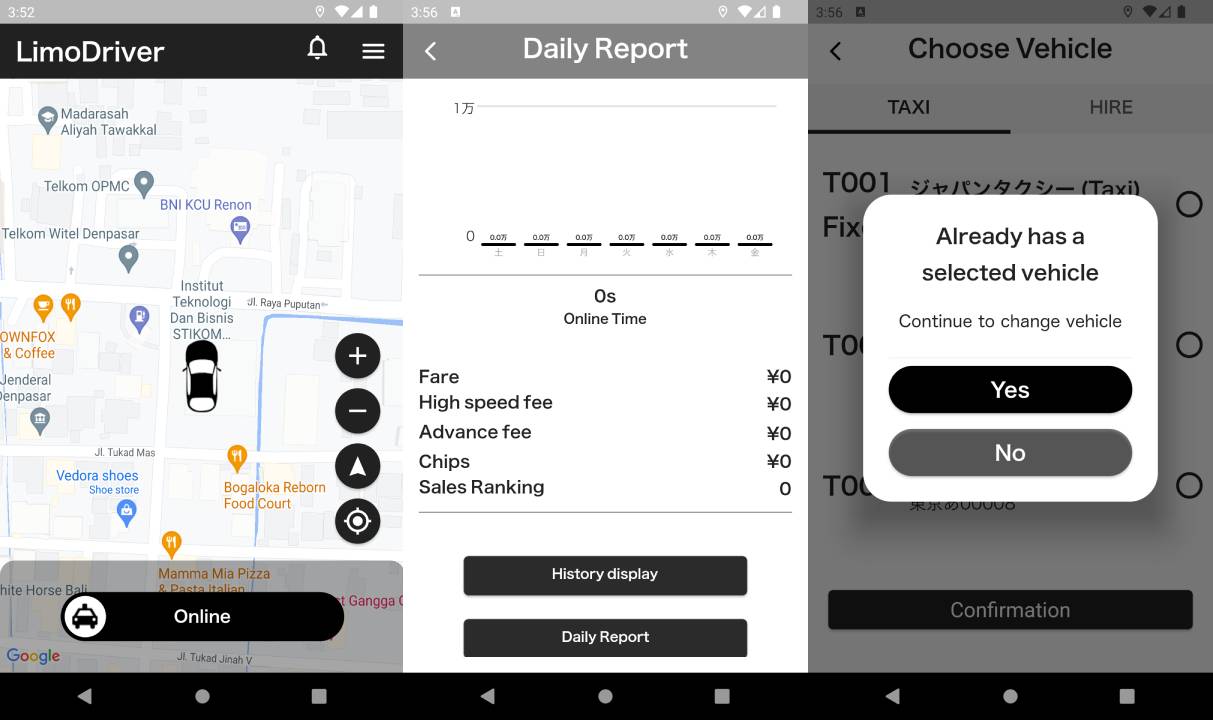 3:52
LimoDriver
Madarasah
Aliyah Tawakkal
Telkom OPMC
BNI KCU Renon
Telkom Witel Denpasar
Institut
Teknologi
Dan Bisnis
STIKOM...
Jl. Raya Puputan
OWNFOX
& Coffee
Jenderal
Denpasar
Jl. Tukad Mas
Vedora shoes
Shoe store
Bogaloka Reborn
Food Court
Mamma Mia Pizza
& Pasta Italian
hite Horse Bali
st Gangga
Online
Google
Jl. Tukad Jinah V
3:56 A
Daily Report
1万
0
0.0万 0.0万 0.0万 0.0万 0.0万 0.0万 0.0万
土 日 月 火 水 木 金
0s
Online Time
Fare ¥0
High speed fee ¥0
Advance fee ¥0
Chips ¥0
Sales Ranking 0
History display
Daily Report
3:56 A
Choose Vehicle
TAXI HIRE
T001 ジャパンタクシー (Taxi)
Fix
Already has a
selected vehicle
Continue to change vehicle
T00
Yes
No
T00
東京あ00008
Confirmation